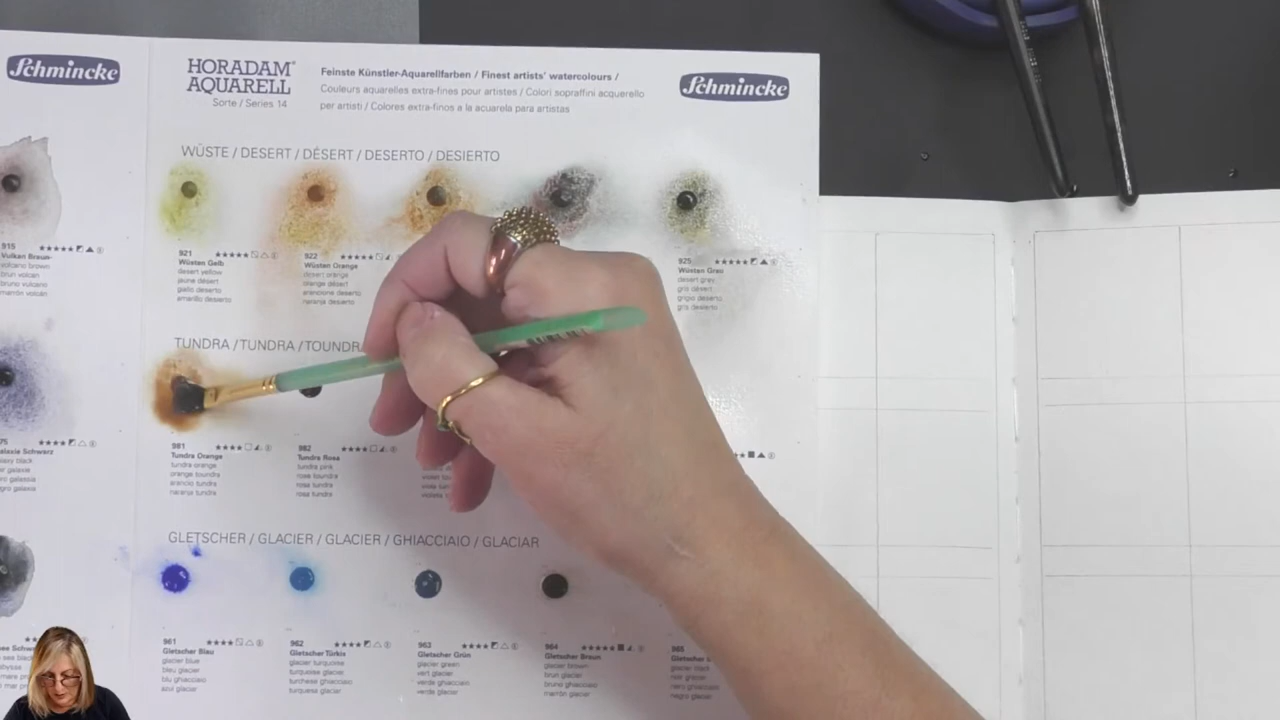 Schmincke
HORADAM®
AQUARELL
Sorte / Series 14
Feinste Künstler-Aquarellfarben / Finest artists' watercolours /
Couleurs aquarelles extra-fines pour artistes / Colori sopraffini acquerello
per artisti / Colores extra-finos a la acuarela para artistas
Schmincke
WÜSTE / DESERT / DÉSERT / DESERTO / DESIERTO
915
Vulkan Braun
volcano brown
brun volcan
bruno vulcano
marrón volcán
921
Wüsten Gelb
desert yellow
jaune désert
giallo deserto
amarillo desierto
922
Wüsten Orange
desert orange
orange désert
arancione deserto
naranja desierto
925
Wüsten Grau
desert grey
gris désert
grigio deserto
gris desierto
TUNDRA / TUNDRA / TOUNDR
981
Tundra Orange
tundra orange
orange toundra
arancio tundra
naranja tundra
982
Tundra Rosa
tundra pink
rose toundra
rosa tundra
rosa tundra
GLETSCHER / GLACIER / GLACIER / GHIACCIAIO / GLACIAR
961
Gletscher Blau
glacier blue
bleu glacier
blu ghiacciaio
azul glaciar
962
Gletscher Türkis
glacier turquoise
turquoise glacier
turchese ghiacciaio
turquesa glaciar
963
Gletscher Grün
glacier green
vert glacier
verde ghiacciaio
verde glaciar
964
Gletscher Braun
glacier brown
brun glacier
bruno ghiacciaio
marrón glaciar
965
Gletscher
glacier black
noir glacier
nero ghiacciaio
negro glaciar